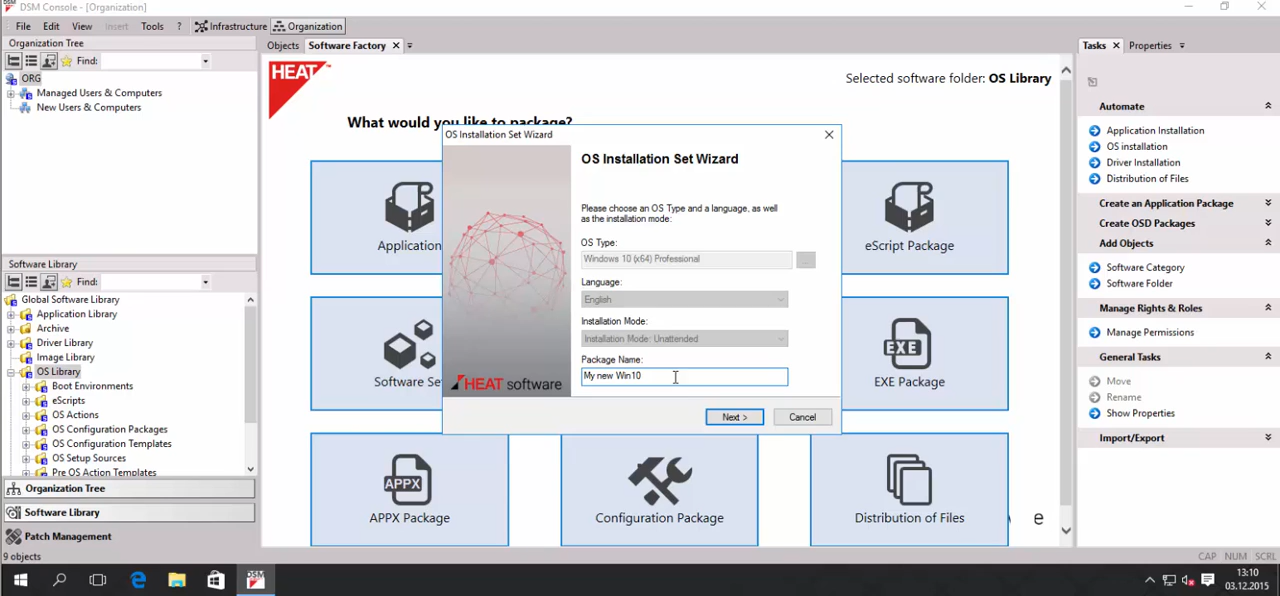 DSM
DSM Console - [Organization]
File Edit View Insert Tools ? Infrastructure Organization
Organization Tree
Find:
ORG
Managed Users & Computers
New Users & Computers
Software Library
Find:
Global Software Library
Application Library
Archive
Driver Library
Image Library
OS Library
Boot Environments
eScripts
OS Actions
OS Configuration Packages
OS Configuration Templates
OS Setup Sources
Pre OS Action Templates
Organization Tree
Software Library
Patch Management
9 objects
Objects Software Factory
HEAT
Selected software folder: OS Library
What would you like to package?
Application
eScript Package
Software Set
EXE
EXE Package
APPX
APPX Package
Configuration Package
Distribution of Files
e
OS Installation Set Wizard
OS Installation Set Wizard
Please choose an OS Type and a language, as well
as the installation mode:
OS Type:
Windows 10 (x64) Professional
...
Language:
English
Installation Mode:
Installation Mode: Unattended
Package Name:
My new Win10
HEAT software
Next >
Cancel
Tasks Properties
Automate
Application Installation
OS installation
Driver Installation
Distribution of Files
Create an Application Package
Create OSD Packages
Add Objects
Software Category
Software Folder
Manage Rights & Roles
Manage Permissions
General Tasks
Move
Rename
Show Properties
Import/Export
CAP NUM SCRL
DSM
13:10
03.12.2015